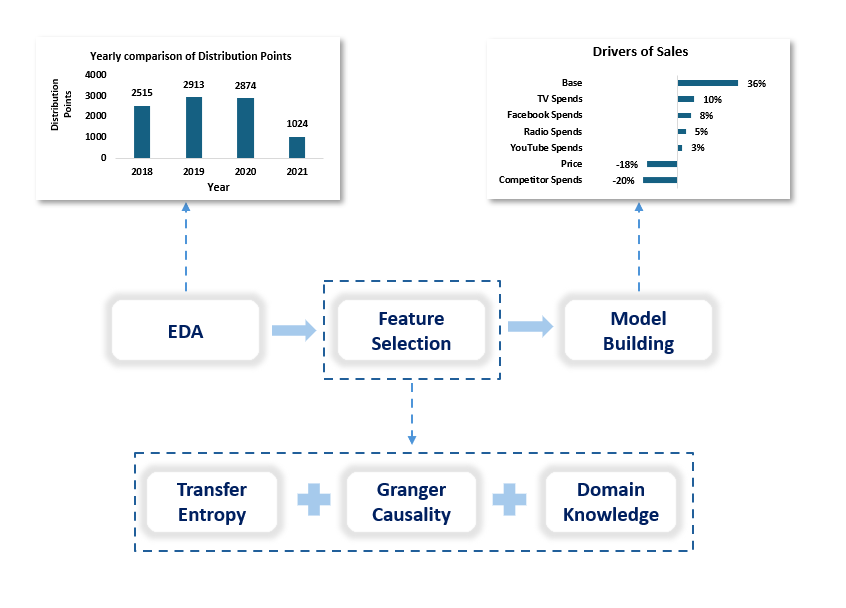 Yearly comparison of Distribution Points
Distribution
Points
4000
3000
2000
1000
0
2515
2913
2874
1024
2018
2019
2020
2021
Year
Drivers of Sales
Base
36%
TV Spends
10%
Facebook Spends
8%
Radio Spends
5%
YouTube Spends
3%
Price
-18%
Competitor Spends
-20%
EDA
Feature
Selection
Model
Building
Transfer
Entropy
Granger
Causality
Domain
Knowledge